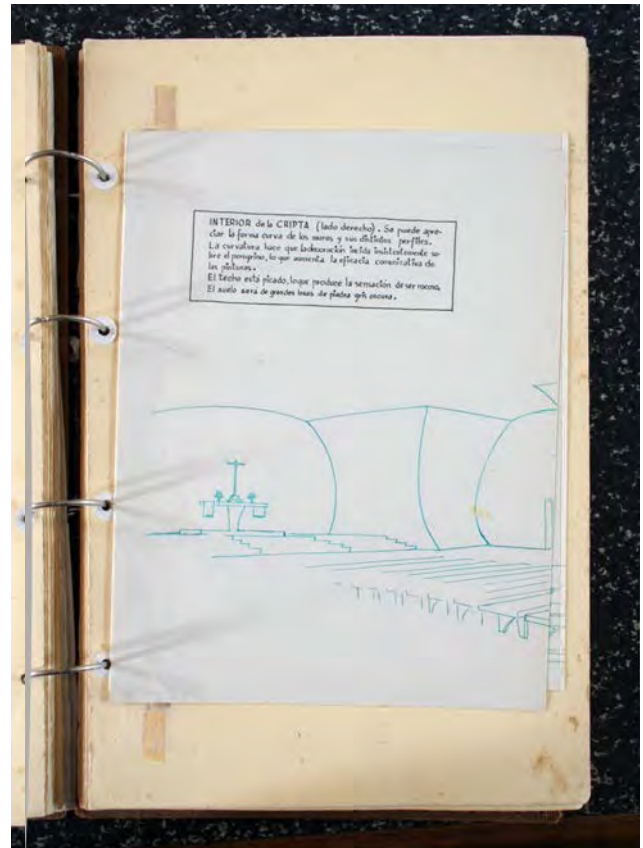 INTERIOR de la CRIPTA (lado derecho). Se puede apre-
ciar la forma curva de los muros y sus distintos perfiles.
La curvatura hace que la decoración incida insistentemente so-
bre el peregrino, lo que aumenta la eficacia comunicativa de
las pinturas.
El techo está picado, lo que produce la sensación de ser rocoso.
El suelo será de grandes losas de piedra gris oscura.